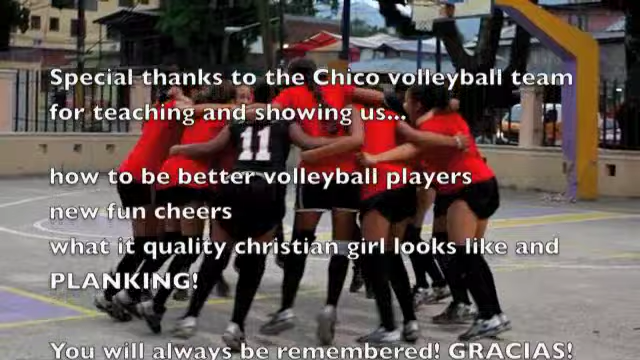 Special thanks to the Chico volleyball team
for teaching and showing us...
how to be better volleyball players
new fun cheers
what it quality christian girl looks like and
PLANKING!
You will always be remembered! GRACIAS!
11